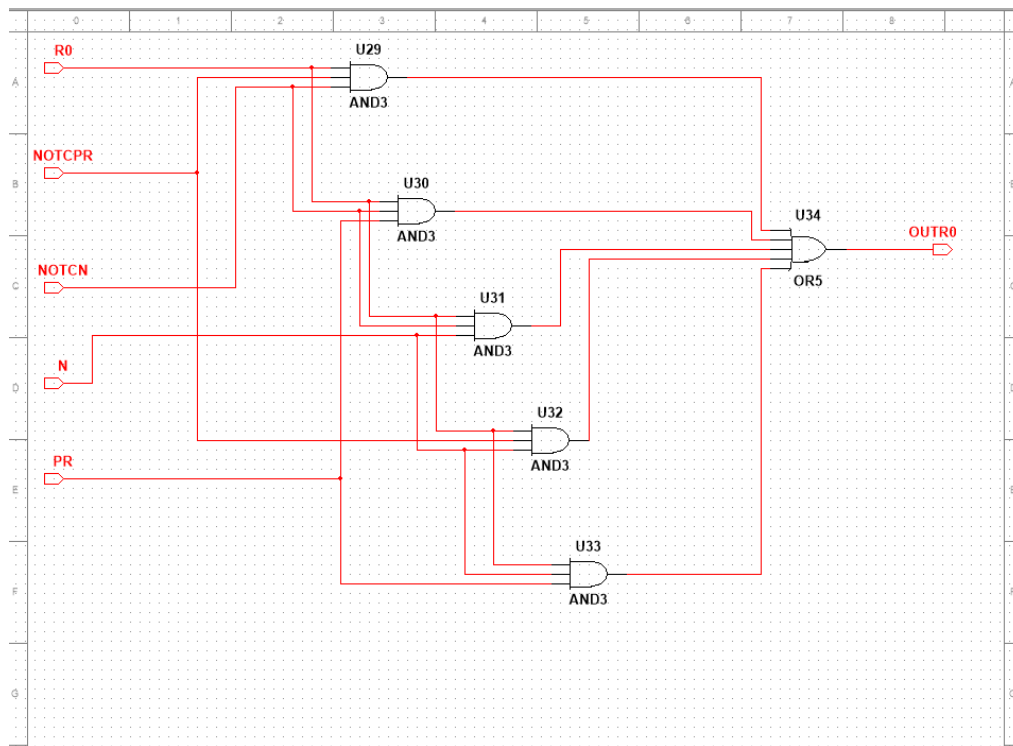 0 1 2 3 4 5 6 7 8
R0
U29
A
AND3
NOTCPR
B
U30
AND3
U34
OUTR0
NOTCN
C
OR5
U31
AND3
N
D
U32
AND3
PR
E
U33
AND3
F
G